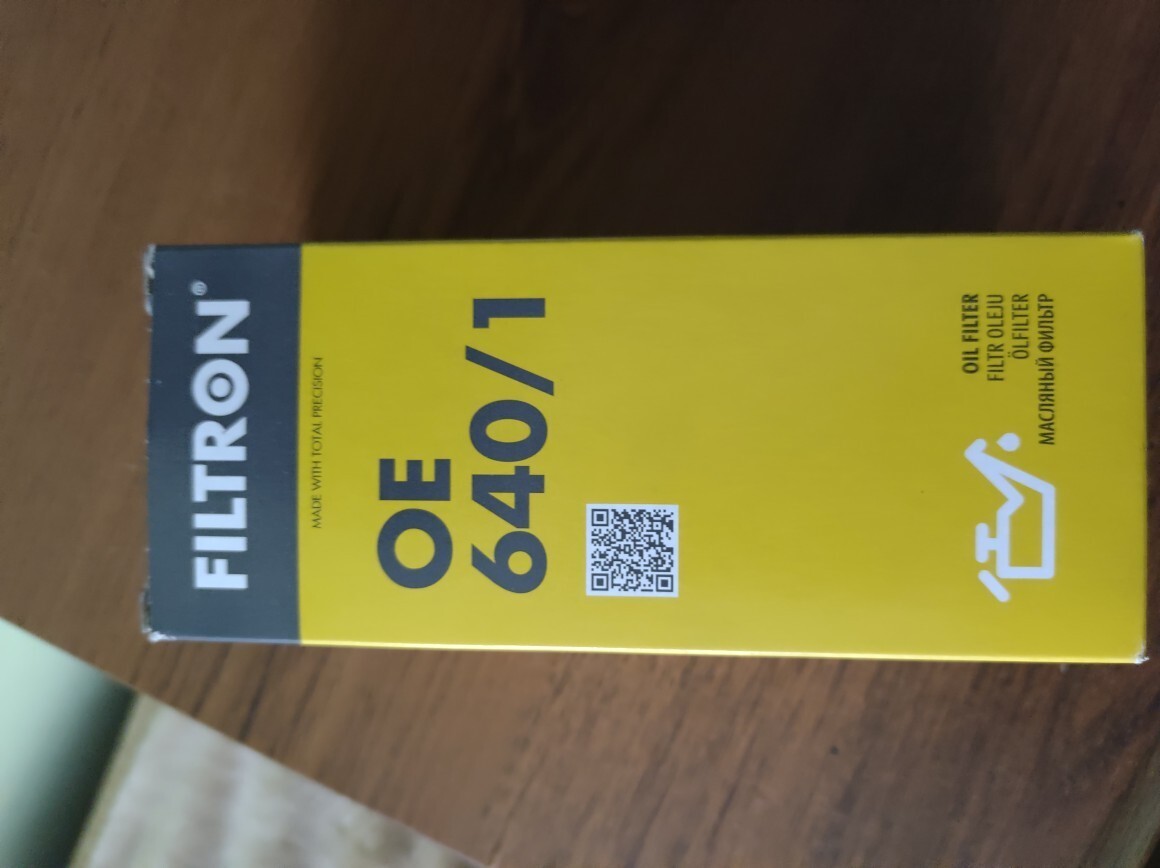 FILTRON®
MADE WITH TOTAL PRECISION
OE
640/1
OIL FILTER
FILTR OLEJU
ÖLFILTER
МАСЛЯНЫЙ ФИЛЬТР